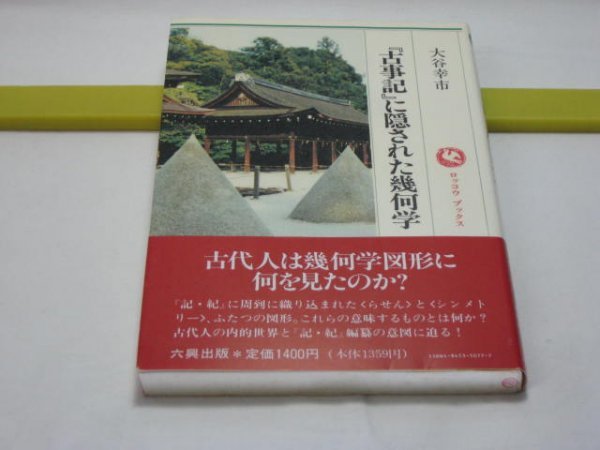 大谷幸市
『古事記』に隠された幾何学
ロッコウ ブックス
古代人は幾何学図形に
何を見たのか?
『記・紀』に周到に織り込まれた〈らせん〉と〈シンメト
リー〉、ふたつの図形。これらの意味するものとは何か?
古代人の内的世界と『記・紀』編纂の意図に迫る!
六興出版*定価1400円(本体1359円)